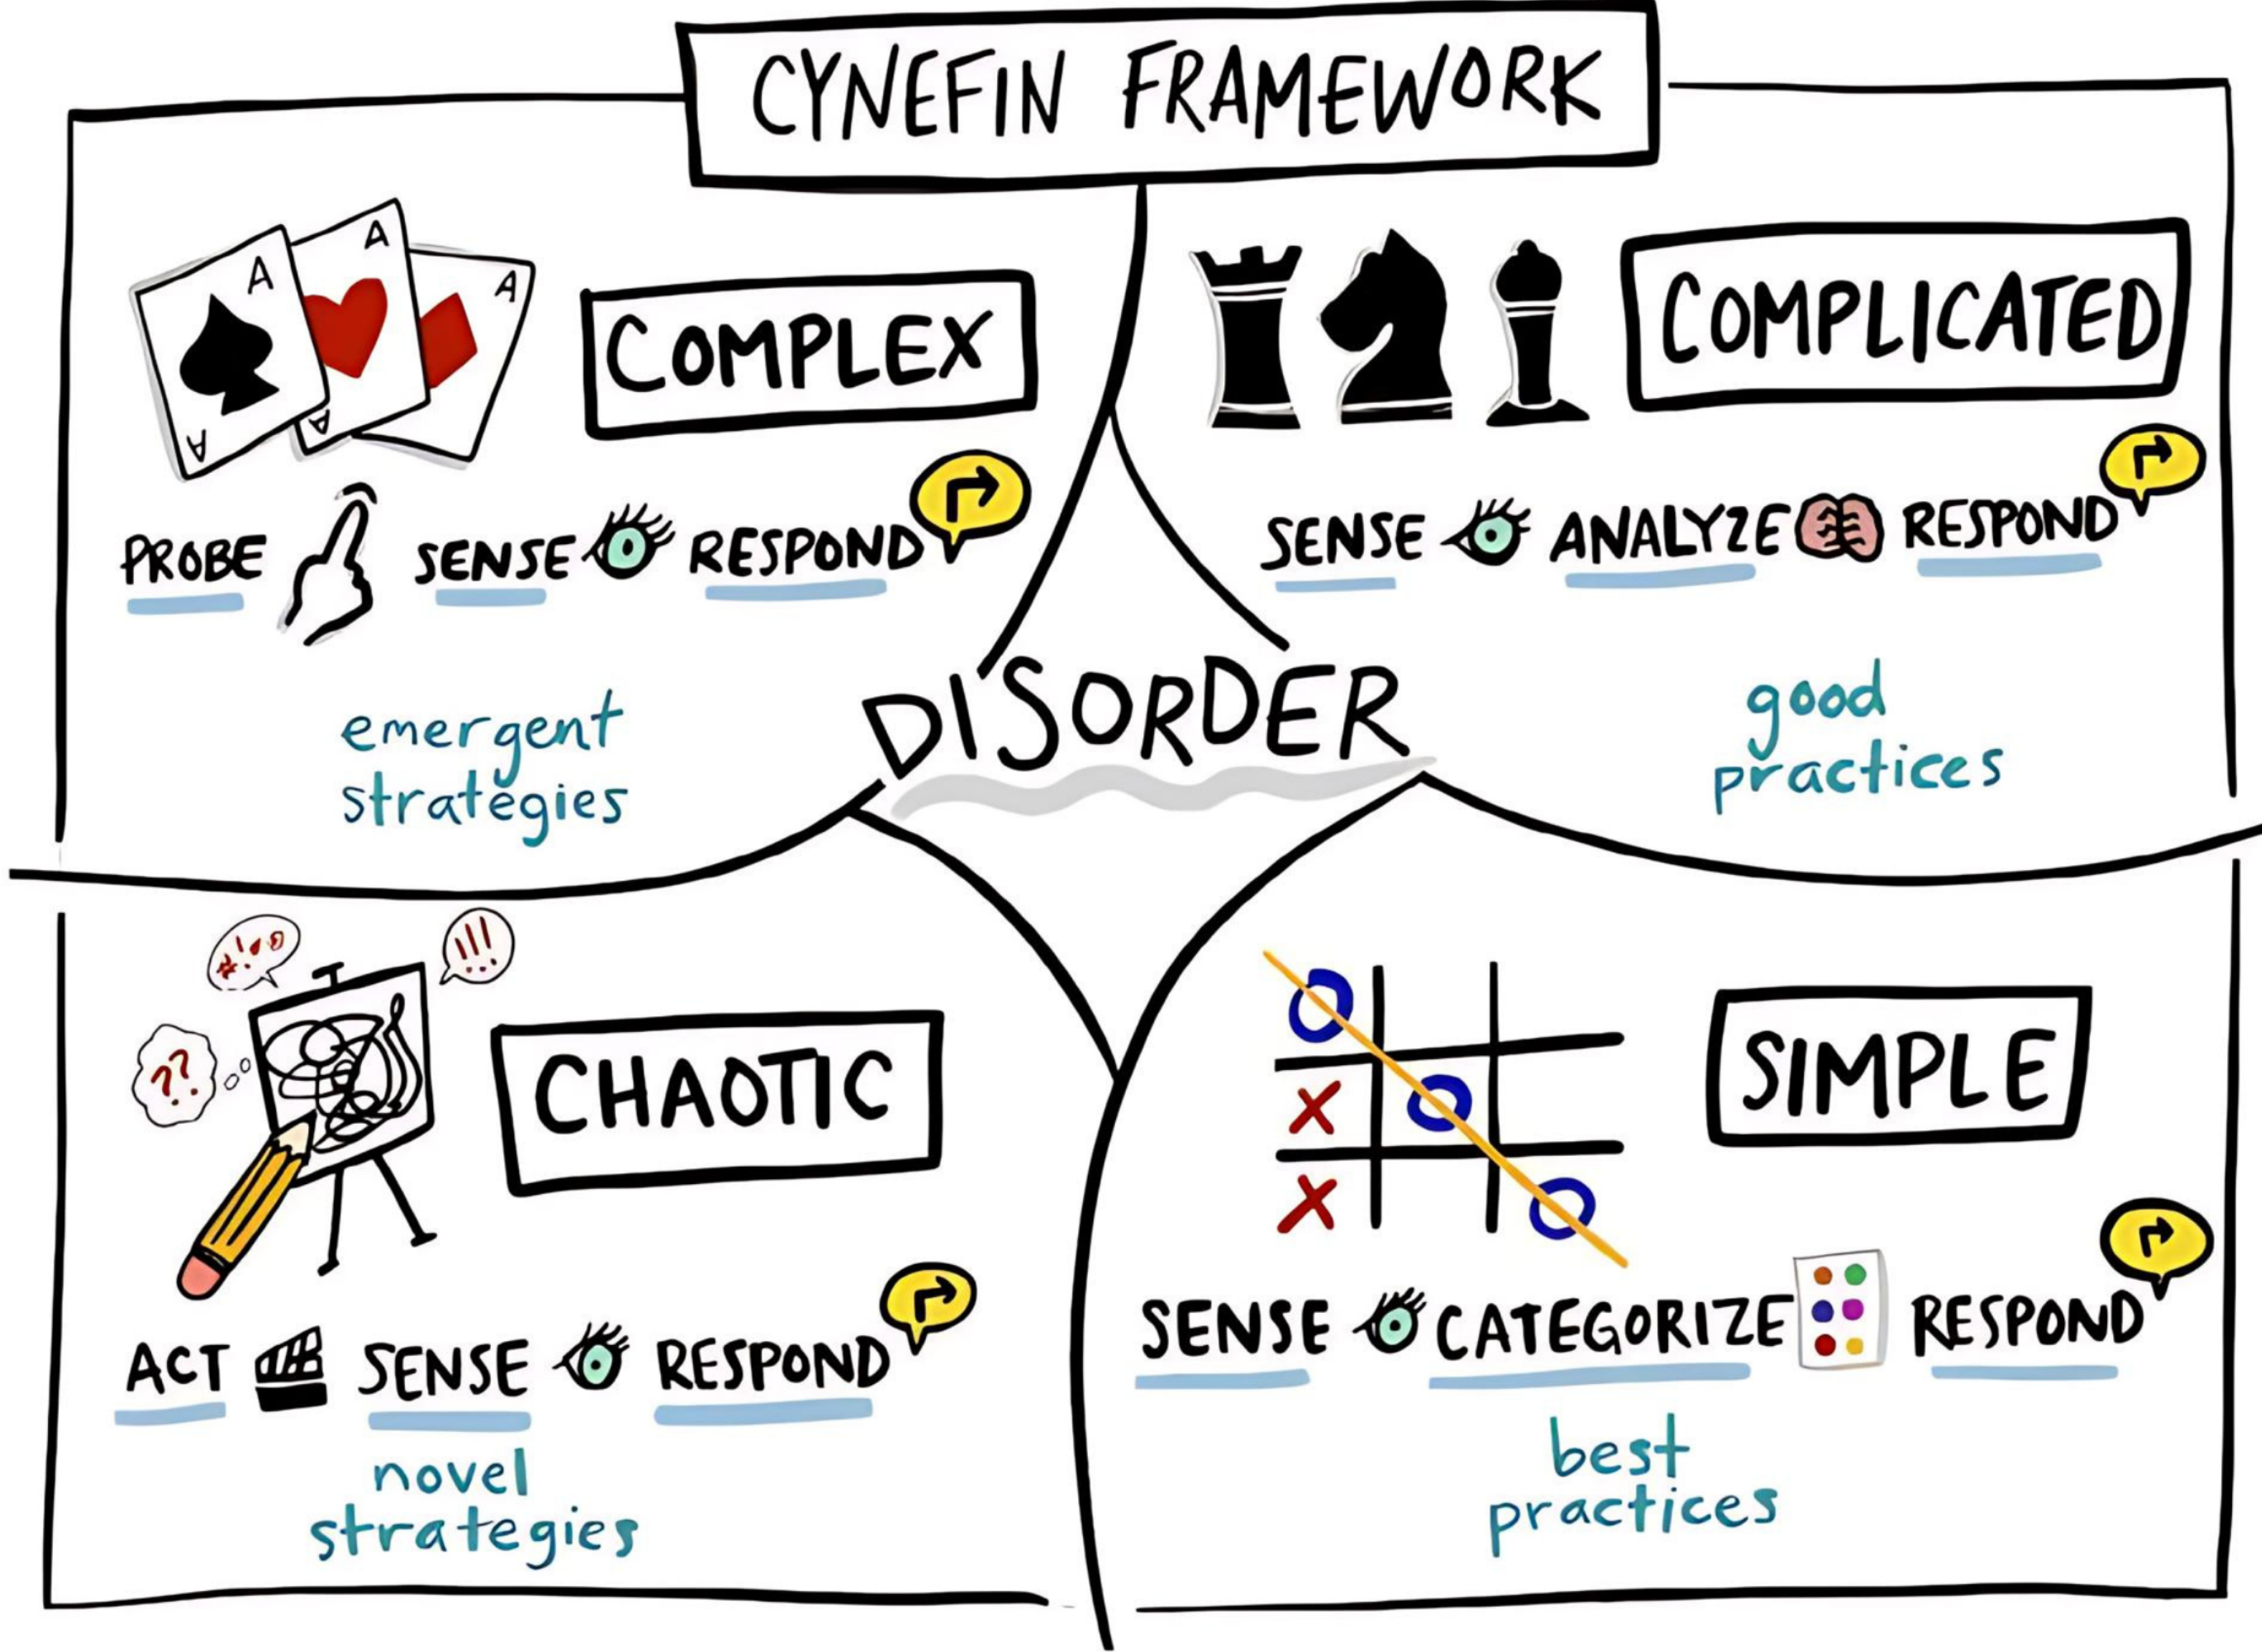 CYNEFIN FRAMEWORK
A
A
A
A
A
COMPLEX
PROBE SENSE RESPOND
emergent
strategies
COMPLICATED
SENSE ANALYZE RESPOND
good
practices
DISORDER
#!
!!!
??
CHAOTIC
ACT SENSE RESPOND
novel
strategies
O
X O
X O
SIMPLE
SENSE CATEGORIZE RESPOND
best
practices